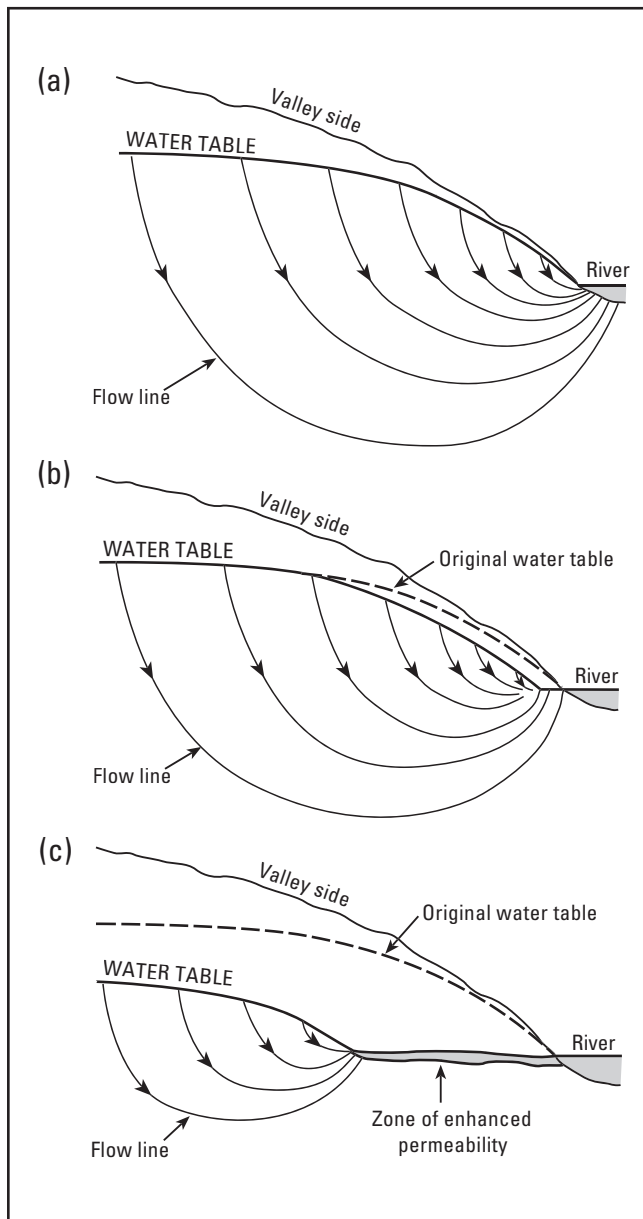 (a)
Valley side
WATER TABLE
River
Flow line
(b)
Valley side
Original water table
WATER TABLE
River
Flow line
(c)
Valley side
Original water table
WATER TABLE
River
Zone of enhanced
permeability
Flow line